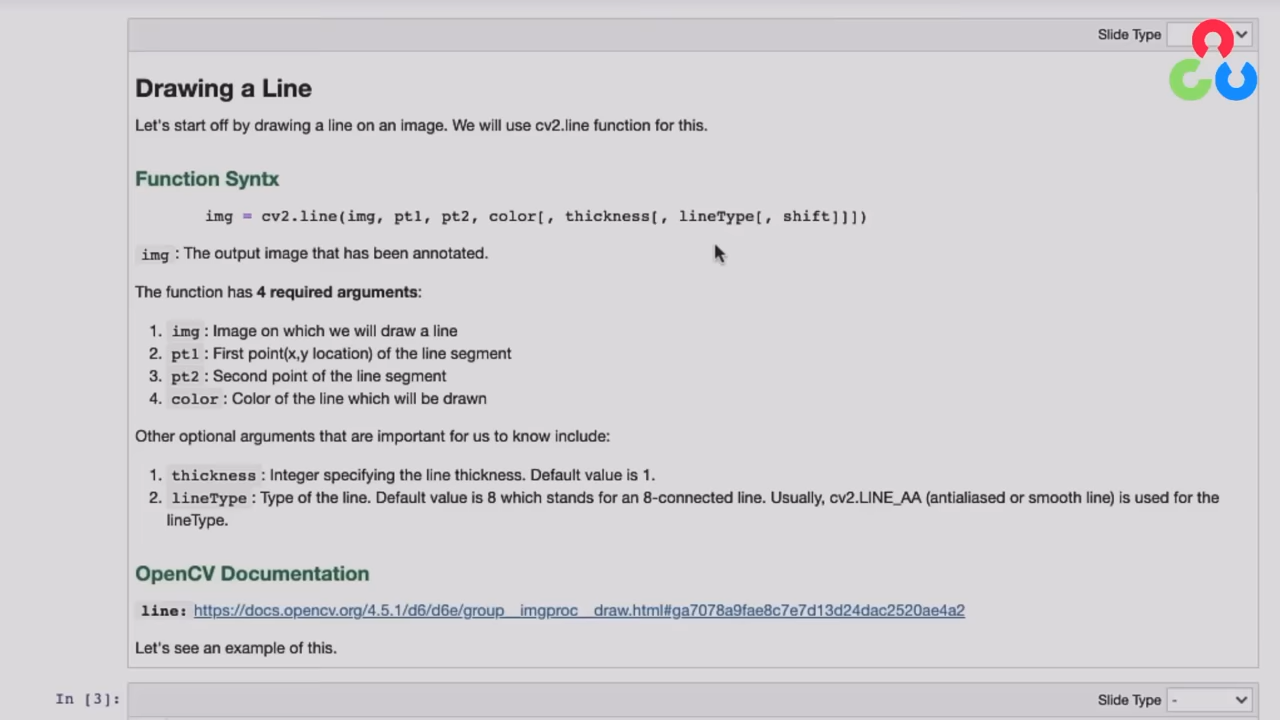 Slide Type
Drawing a Line
Let's start off by drawing a line on an image. We will use cv2.line function for this.
Function Syntx
img = cv2.line(img, pt1, pt2, color[, thickness[, lineType[, shift]]])
img : The output image that has been annotated.
The function has 4 required arguments:
1. img : Image on which we will draw a line
2. pt1 : First point(x,y location) of the line segment
3. pt2 : Second point of the line segment
4. color : Color of the line which will be drawn
Other optional arguments that are important for us to know include:
1. thickness : Integer specifying the line thickness. Default value is 1.
2. lineType : Type of the line. Default value is 8 which stands for an 8-connected line. Usually, cv2.LINE_AA (antialiased or smooth line) is used for the
lineType.
OpenCV Documentation
line: https://docs.opencv.org/4.5.1/d6/d6e/group__imgproc__draw.html#ga7078a9fae8c7e7d13d24dac2520ae4a2
Let's see an example of this.
In [3]: Slide Type -